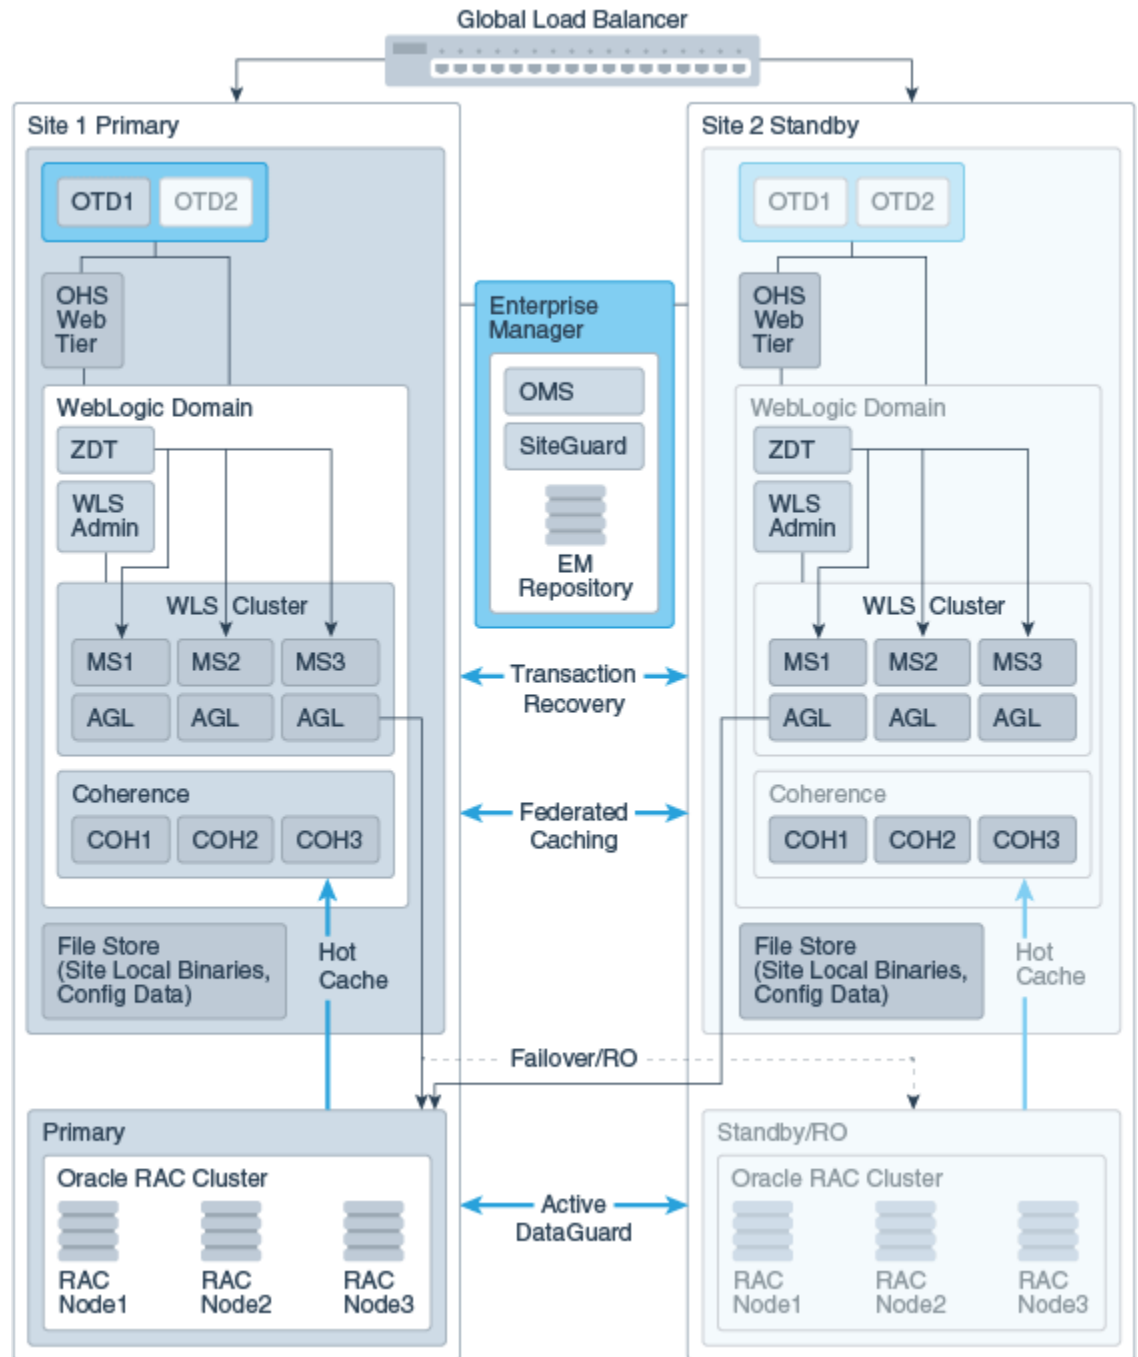 Global Load Balancer
Site 1 Primary
OTD1
OTD2
OHS
Web
Tier
WebLogic Domain
ZDT
WLS
Admin
WLS Cluster
MS1
MS2
MS3
AGL
AGL
AGL
Coherence
COH1
COH2
COH3
File Store
(Site Local Binaries,
Config Data)
Hot
Cache
Primary
Oracle RAC Cluster
RAC
Node1
RAC
Node2
RAC
Node3
Enterprise
Manager
OMS
SiteGuard
EM
Repository
Transaction
Recovery
Federated
Caching
Failover/RO
Active
DataGuard
Site 2 Standby
OTD1
OTD2
OHS
Web
Tier
WebLogic Domain
ZDT
WLS
Admin
WLS Cluster
MS1
MS2
MS3
AGL
AGL
AGL
Coherence
COH1
COH2
COH3
File Store
(Site Local Binaries,
Config Data)
Hot
Cache
Standby/RO
Oracle RAC Cluster
RAC
Node1
RAC
Node2
RAC
Node3